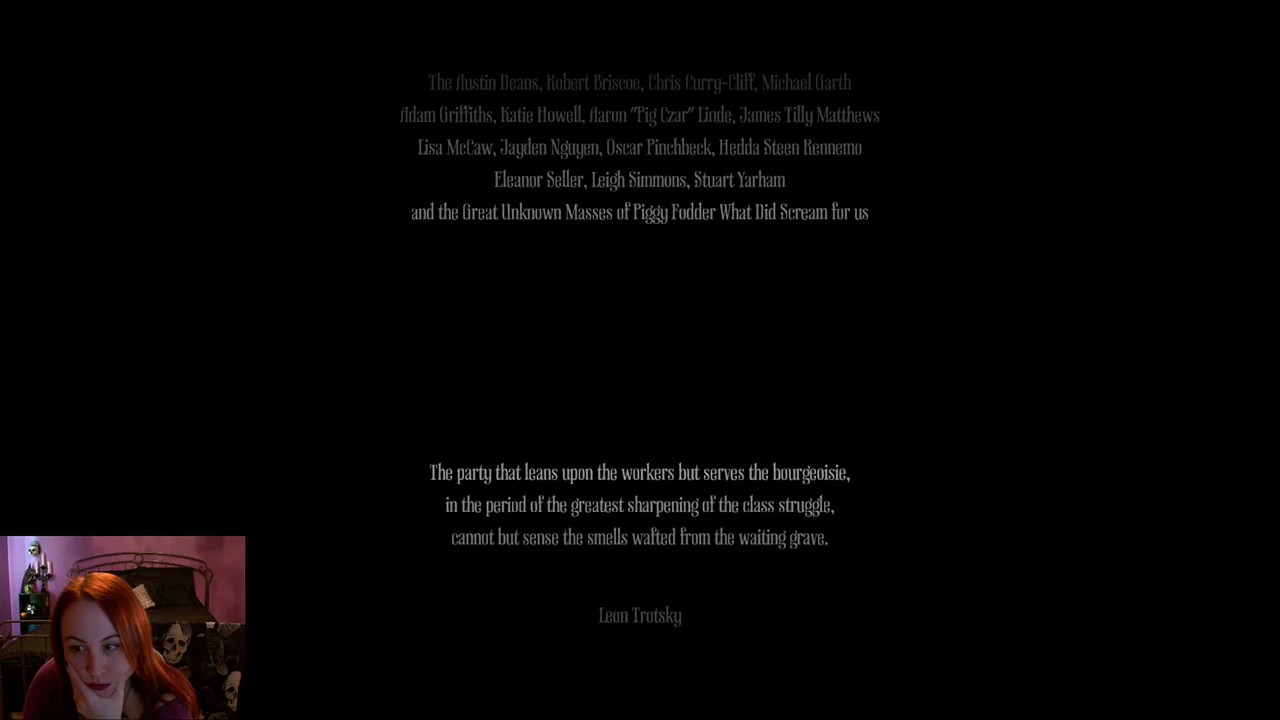 The Austin Deans, Robert Briscoe, Chris Curry-Cliff, Michael Garth
Adam Griffiths, Katie Howell, Aaron "Pig Czar" Linde, James Tilly Matthews
Lisa McCaw, Jayden Nguyen, Oscar Pinchbeck, Hedda Steen Rennemo
Eleanor Seller, Leigh Simmons, Stuart Yarham
and the Great Unknown Masses of Piggy Fodder What Did Scream for us
The party that leans upon the workers but serves the bourgeoisie,
in the period of the greatest sharpening of the class struggle,
cannot but sense the smells wafted from the waiting grave.
Leon Trotsky